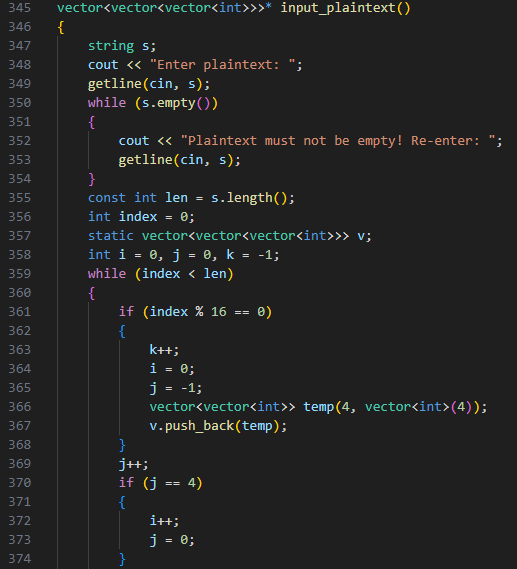 345 vector<vector<vector<int>>>* input_plaintext()
346 {
347     string s;
348     cout << "Enter plaintext: ";
349     getline(cin, s);
350     while (s.empty())
351     {
352         cout << "Plaintext must not be empty! Re-enter: ";
353         getline(cin, s);
354     }
355     const int len = s.length();
356     int index = 0;
357     static vector<vector<vector<int>>> v;
358     int i = 0, j = 0, k = -1;
359     while (index < len)
360     {
361         if (index % 16 == 0)
362         {
363             k++;
364             i = 0;
365             j = -1;
366             vector<vector<int>> temp(4, vector<int>(4));
367             v.push_back(temp);
368         }
369         j++;
370         if (j == 4)
371         {
372             i++;
373             j = 0;
374         }